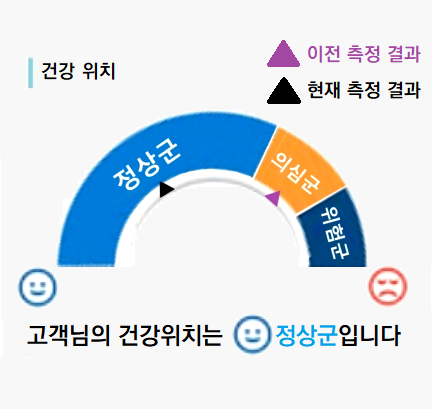 이전 측정 결과
건강 위치
현재 측정 결과
정상군
의심군
위험군
고객님의 건강위치는 정상군입니다